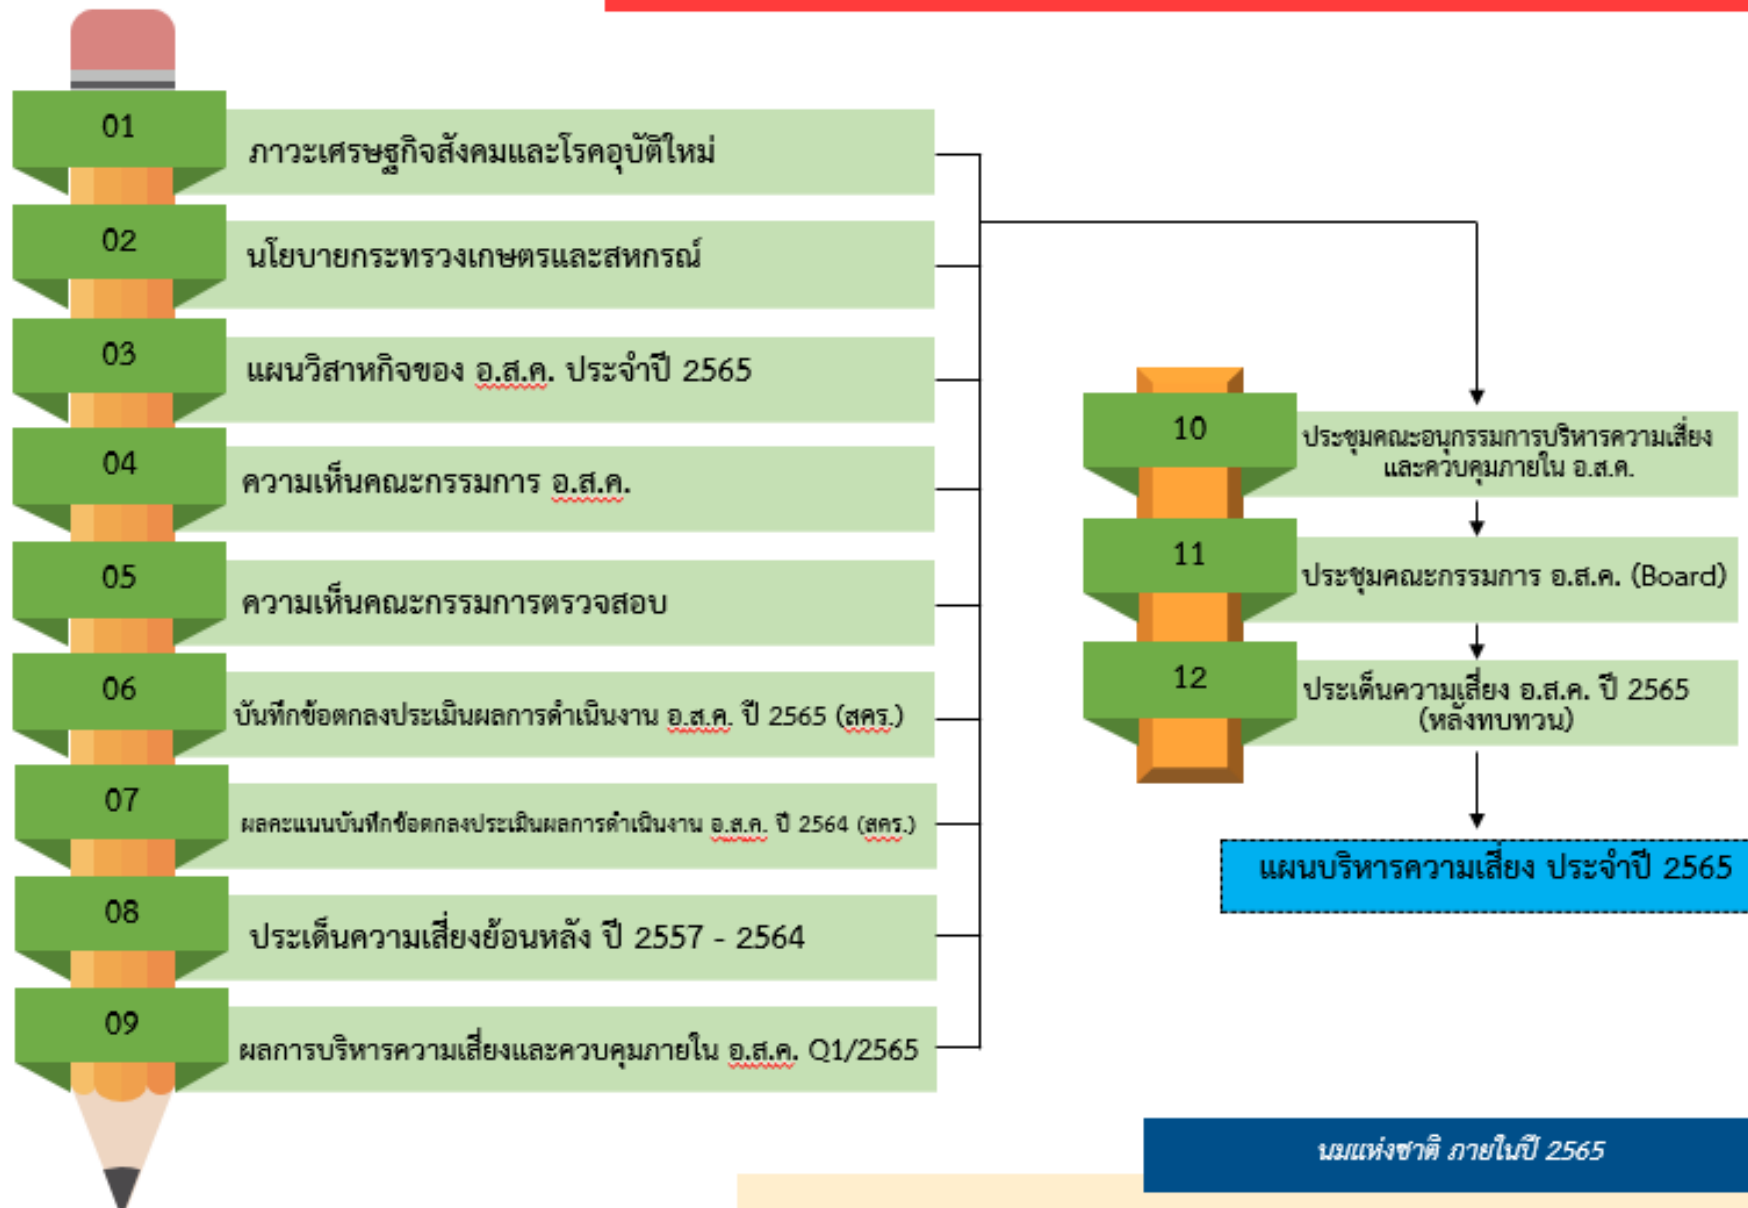 01
ภาวะเศรษฐกิจสังคมและโรคอุบัติใหม่
02
นโยบายกระทรวงเกษตรและสหกรณ์
03
แผนวิสาหกิจของ อ.ส.ค. ประจำปี 2565
04
ความเห็นคณะกรรมการ อ.ส.ค.
05
ความเห็นคณะกรรมการตรวจสอบ
06
บันทึกข้อตกลงประเมินผลการดำเนินงาน อ.ส.ค. ปี 2565 (สคร.)
07
ผลคะแนนบันทึกข้อตกลงประเมินผลการดำเนินงาน อ.ส.ค. ปี 2564 (สคร.)
08
ประเด็นความเสี่ยงย้อนหลัง ปี 2557 - 2564
09
ผลการบริหารความเสี่ยงและควบคุมภายใน อ.ส.ค. Q1/2565
10
ประชุมคณะอนุกรรมการบริหารความเสี่ยง
และควบคุมภายใน อ.ส.ค.
11
ประชุมคณะกรรมการ อ.ส.ค. (Board)
12
ประเด็นความเสี่ยง อ.ส.ค. ปี 2565
(หลังทบทวน)
แผนบริหารความเสี่ยง ประจำปี 2565
นมแห่งชาติ ภายในปี 2565